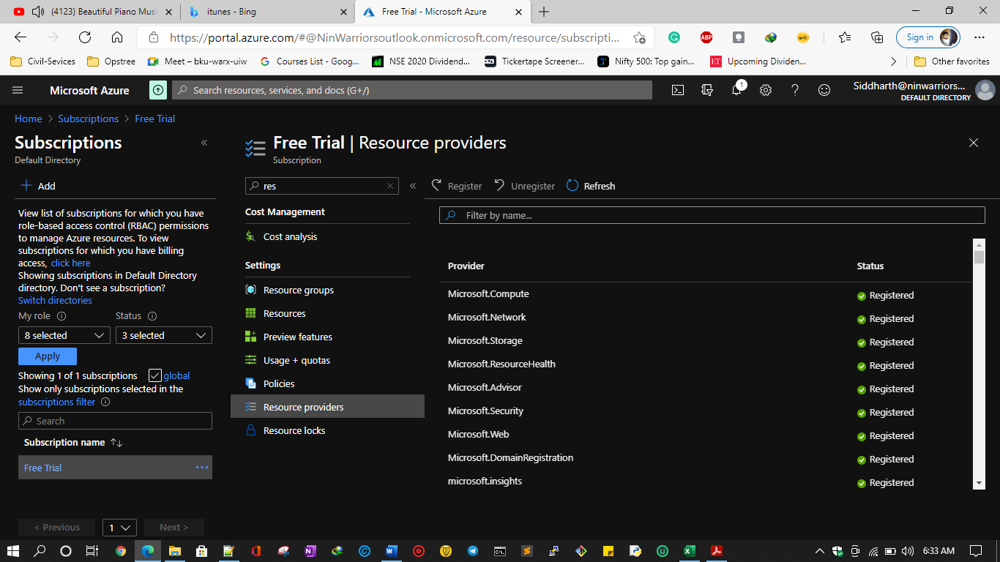 (4123) Beautiful Piano Musi
itunes - Bing
Free Trial - Microsoft Azure
https://portal.azure.com/#@NinWarriorsoutlook.onmicrosoft.com/resource/subscripti...
ABP
Sign in
Civil-Sevices
Opstree
Meet – bku-warx-uiw
Courses List - Goog...
NSE 2020 Dividend...
Tickertape Screener...
Nifty 500: Top gain...
ET
Upcoming Dividen...
Other favorites
Microsoft Azure
Search resources, services, and docs (G+/)
1
Siddharth@ninwarriors...
DEFAULT DIRECTORY
Home > Subscriptions > Free Trial
Subscriptions
Default Directory
Add
View list of subscriptions for which you have
role-based access control (RBAC) permissions
to manage Azure resources. To view
subscriptions for which you have billing
access, click here
Showing subscriptions in Default Directory
directory. Don't see a subscription?
Switch directories
My role
Status
8 selected
3 selected
Apply
Showing 1 of 1 subscriptions
global
Show only subscriptions selected in the
subscriptions filter
Search
Subscription name
Free Trial
< Previous
1
Next >
Free Trial | Resource providers
Subscription
res
Cost Management
Cost analysis
Settings
Resource groups
Resources
Preview features
Usage + quotas
Policies
Resource providers
Resource locks
Register
Unregister
Refresh
Filter by name...
Provider
Status
Microsoft.Compute
Registered
Microsoft.Network
Registered
Microsoft.Storage
Registered
Microsoft.ResourceHealth
Registered
Microsoft.Advisor
Registered
Microsoft.Security
Registered
Microsoft.Web
Registered
Microsoft.DomainRegistration
Registered
microsoft.insights
Registered
6:33 AM